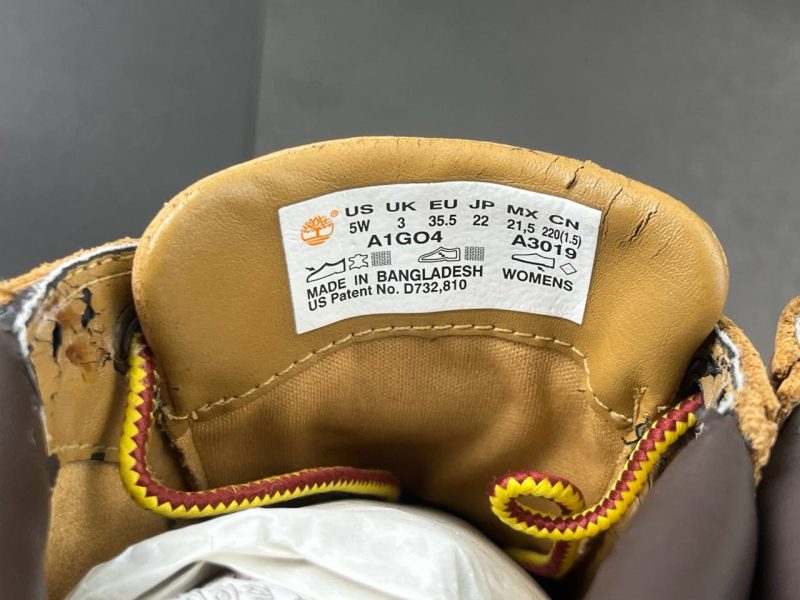 US UK EU JP MX CN
5W 3 35.5 22 21,5 220(1.5)
A1GO4 A3019
MADE IN BANGLADESH WOMENS
US Patent No. D732,810